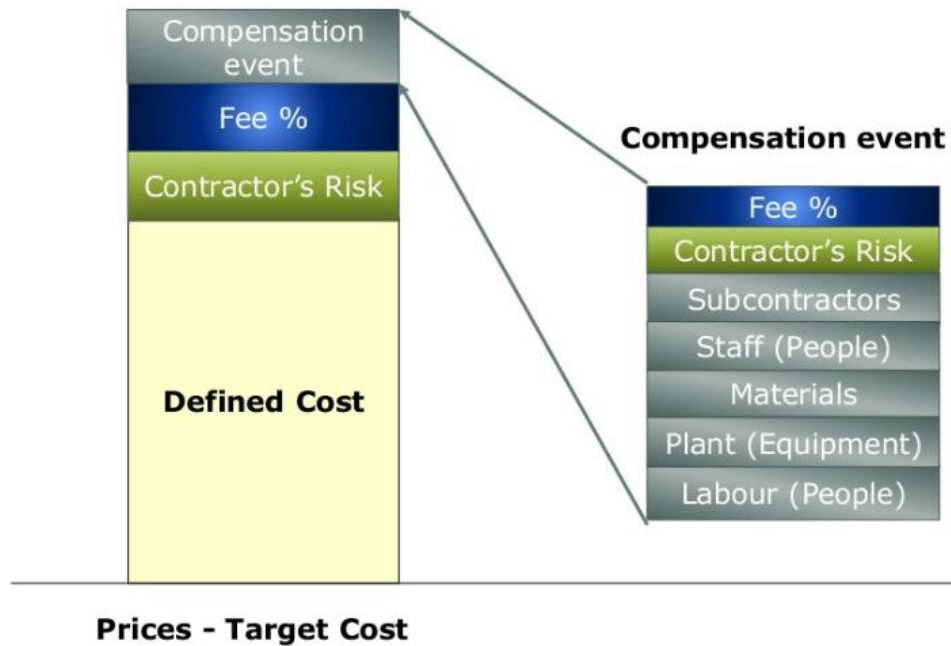 Compensation
event
Fee %
Contractor's Risk
Defined Cost
Prices - Target Cost
Compensation event
Fee %
Contractor's Risk
Subcontractors
Staff (People)
Materials
Plant (Equipment)
Labour (People)